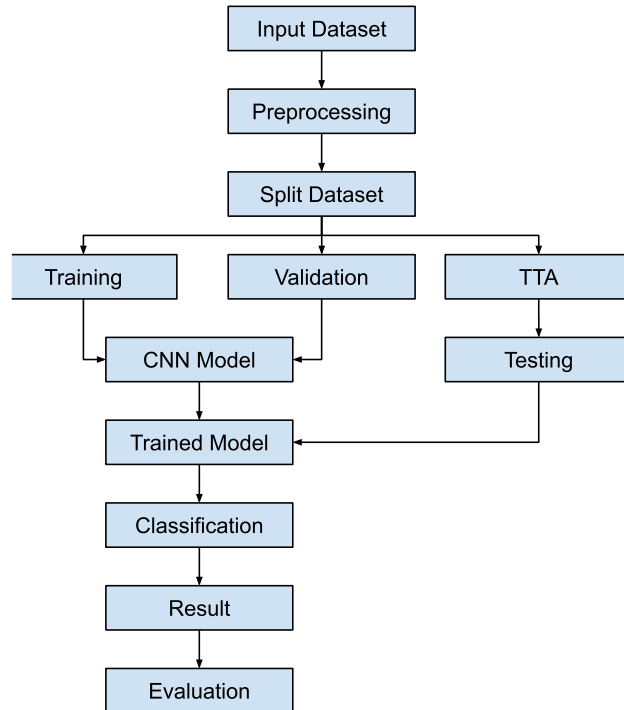 Input Dataset
Preprocessing
Split Dataset
Training
Validation
TTA
CNN Model
Testing
Trained Model
Classification
Result
Evaluation